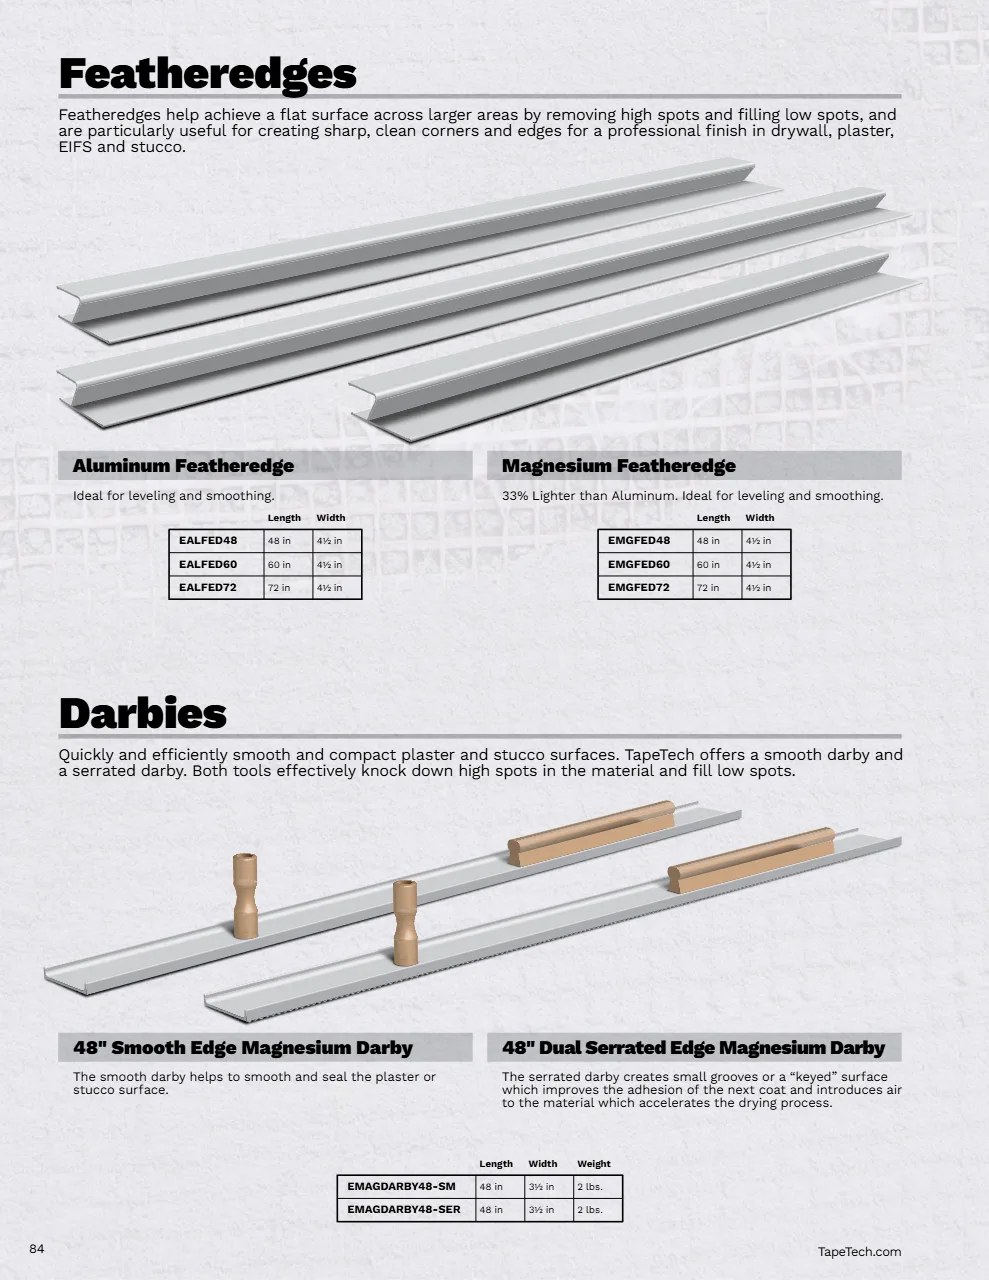 Featheredges
Featheredges help achieve a flat surface across larger areas by removing high spots and filling low spots, and
are particularly useful for creating sharp, clean corners and edges for a professional finish in drywall, plaster,
EIFS and stucco.
Aluminum Featheredge
Ideal for leveling and smoothing.
Length Width
EALFED48 48 in 4½ in
EALFED60 60 in 4½ in
EALFED72 72 in 4½ in
Magnesium Featheredge
33% Lighter than Aluminum. Ideal for leveling and smoothing.
Length Width
EMGFED48 48 in 4½ in
EMGFED60 60 in 4½ in
EMGFED72 72 in 4½ in
Darbies
Quickly and efficiently smooth and compact plaster and stucco surfaces. TapeTech offers a smooth darby and
a serrated darby. Both tools effectively knock down high spots in the material and fill low spots.
48" Smooth Edge Magnesium Darby
The smooth darby helps to smooth and seal the plaster or
stucco surface.
48" Dual Serrated Edge Magnesium Darby
The serrated darby creates small grooves or a “keyed” surface
which improves the adhesion of the next coat and introduces air
to the material which accelerates the drying process.
Length Width Weight
EMAGDARBY48-SM 48 in 3½ in 2 lbs.
EMAGDARBY48-SER 48 in 3½ in 2 lbs.
84
TapeTech.com